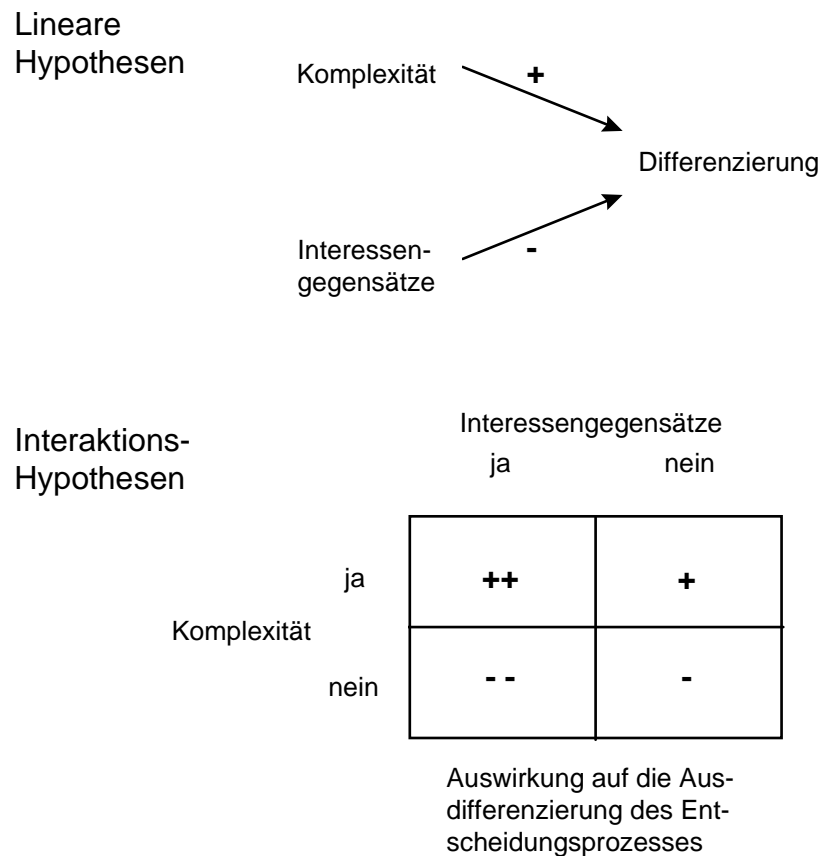 Lineare
Hypothesen
Komplexität
+
Differenzierung
Interessen-
gegensätze
-
Interaktions-
Hypothesen
Interessengegensätze
ja nein
ja ++ +
Komplexität
nein - - -
Auswirkung auf die Aus-
differenzierung des Ent-
scheidungsprozesses